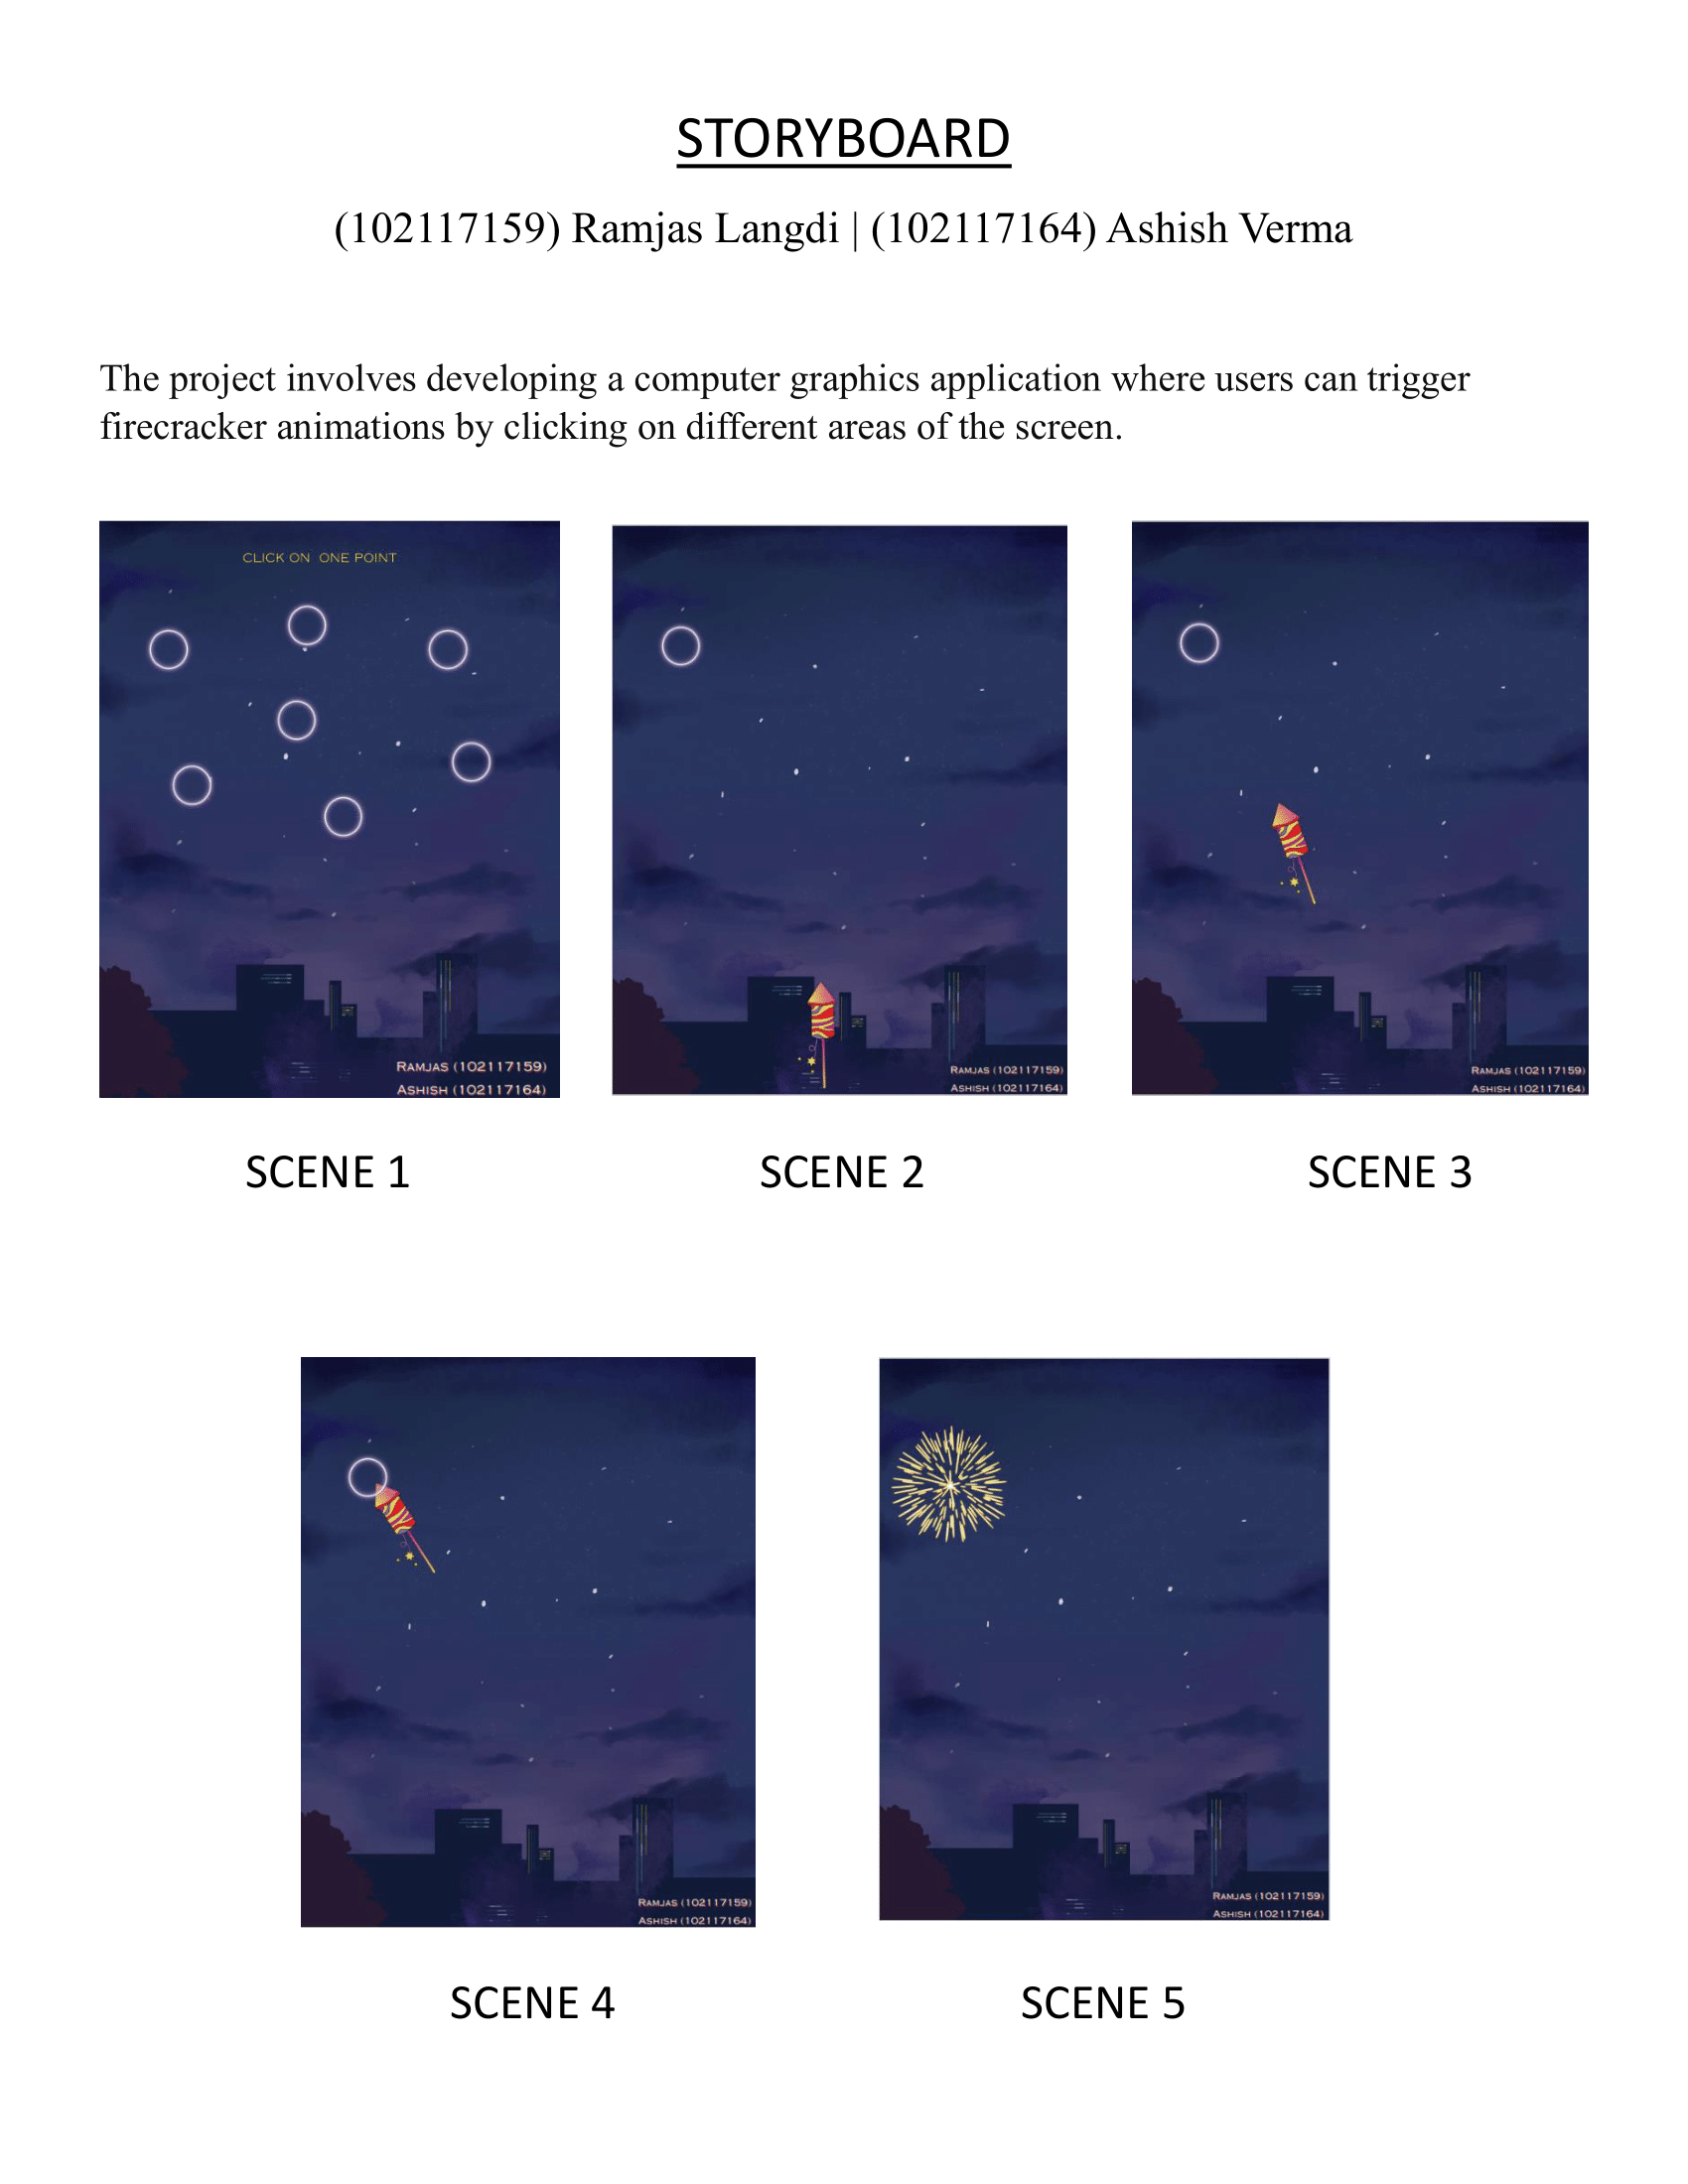 STORYBOARD
(102117159) Ramjas Langdi | (102117164) Ashish Verma
The project involves developing a computer graphics application where users can trigger
firecracker animations by clicking on different areas of the screen.
CLICK ON ONE POINT
RAMJAS (102117159)
ASHISH (102117164)
RAMJAS (102117159)
ASHISH (102117164)
RAMJAS (102117159)
ASHISH (102117164)
SCENE 1
SCENE 2
SCENE 3
RAMJAS (102117159)
ASHISH (102117164)
RAMJAS (102117159)
ASHISH (102117164)
SCENE 4
SCENE 5